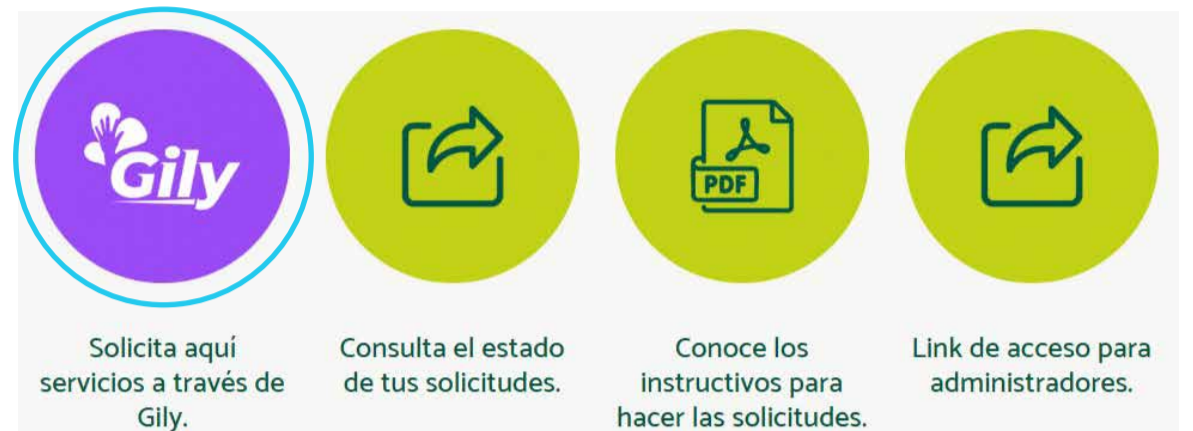 Gily
PDF
Solicita aquí
servicios a través de
Gily.
Consulta el estado
de tus solicitudes.
Conoce los
instructivos para
hacer las solicitudes.
Link de acceso para
administradores.